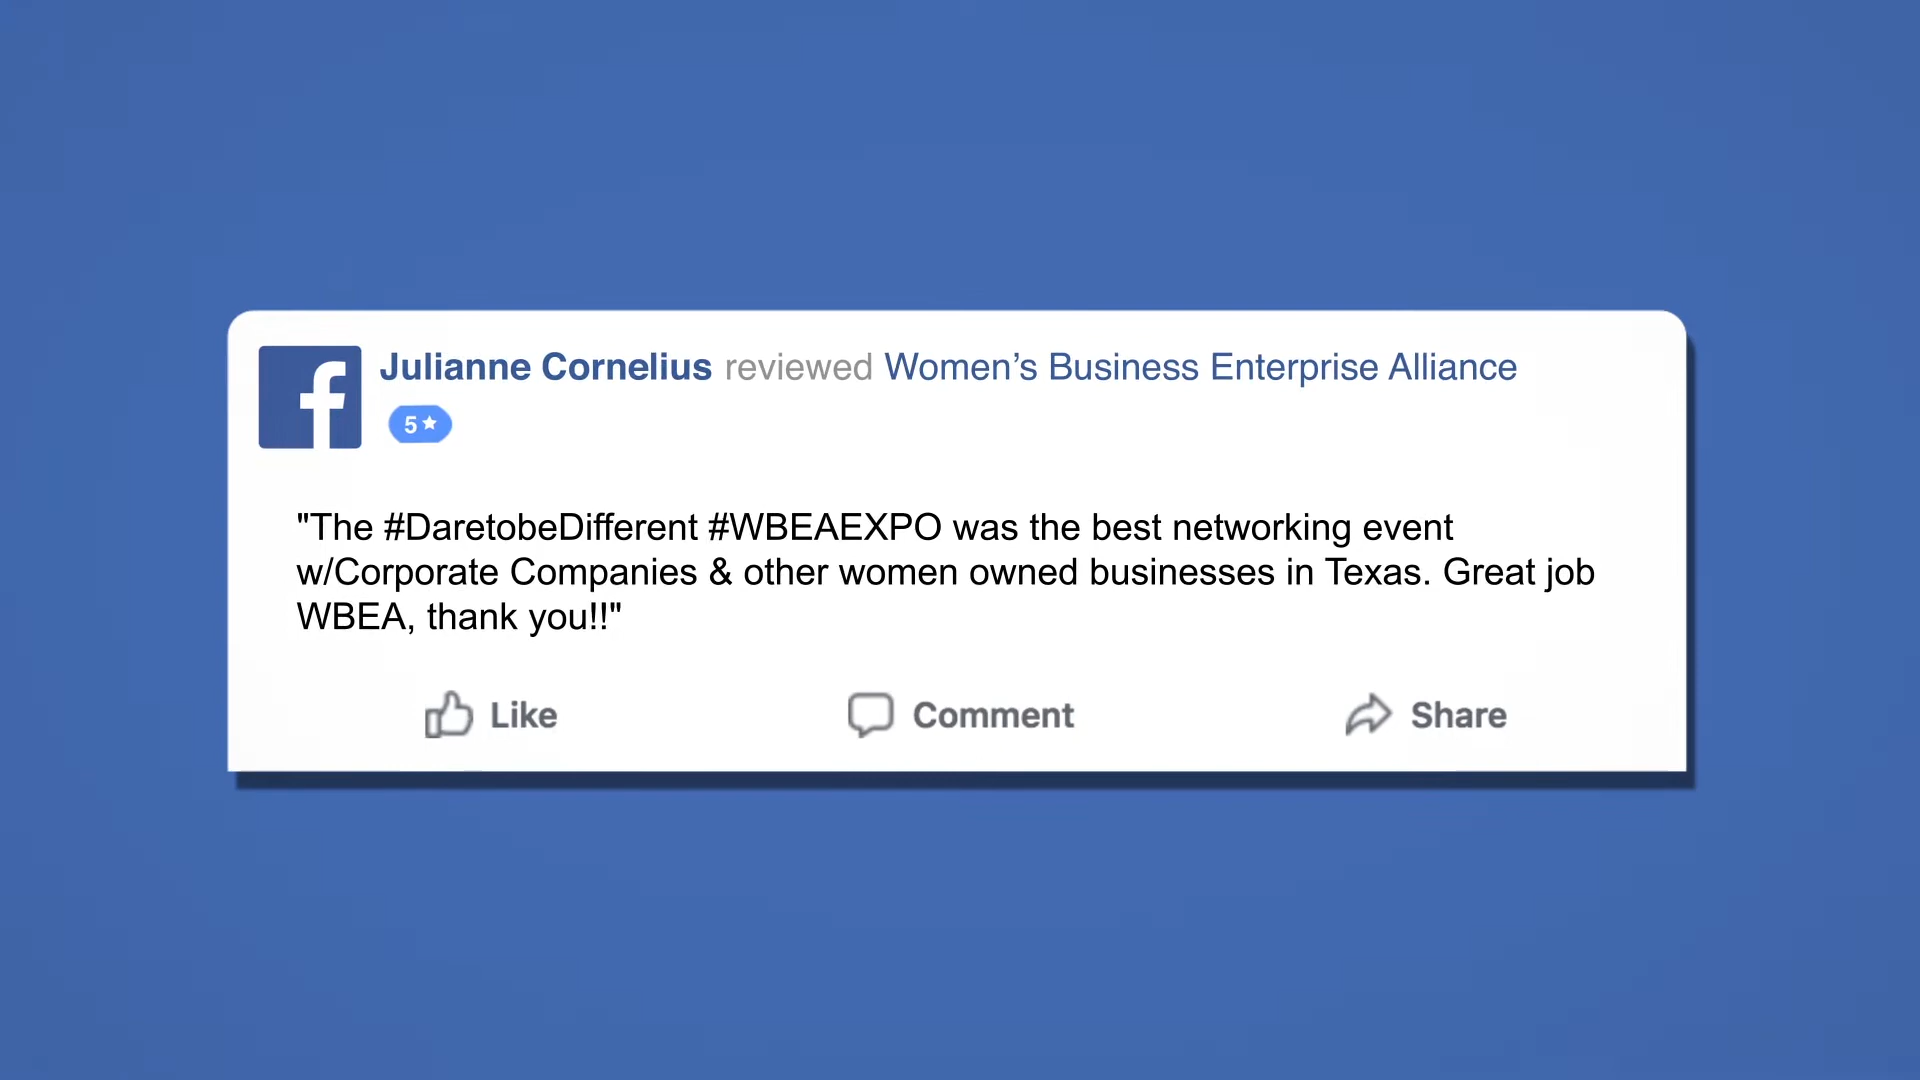 Julianne Cornelius reviewed Women’s Business Enterprise Alliance
5★
"The #DaretobeDifferent #WBEAEXPO was the best networking event
w/Corporate Companies & other women owned businesses in Texas. Great job
WBEA, thank you!!"
Like Comment Share